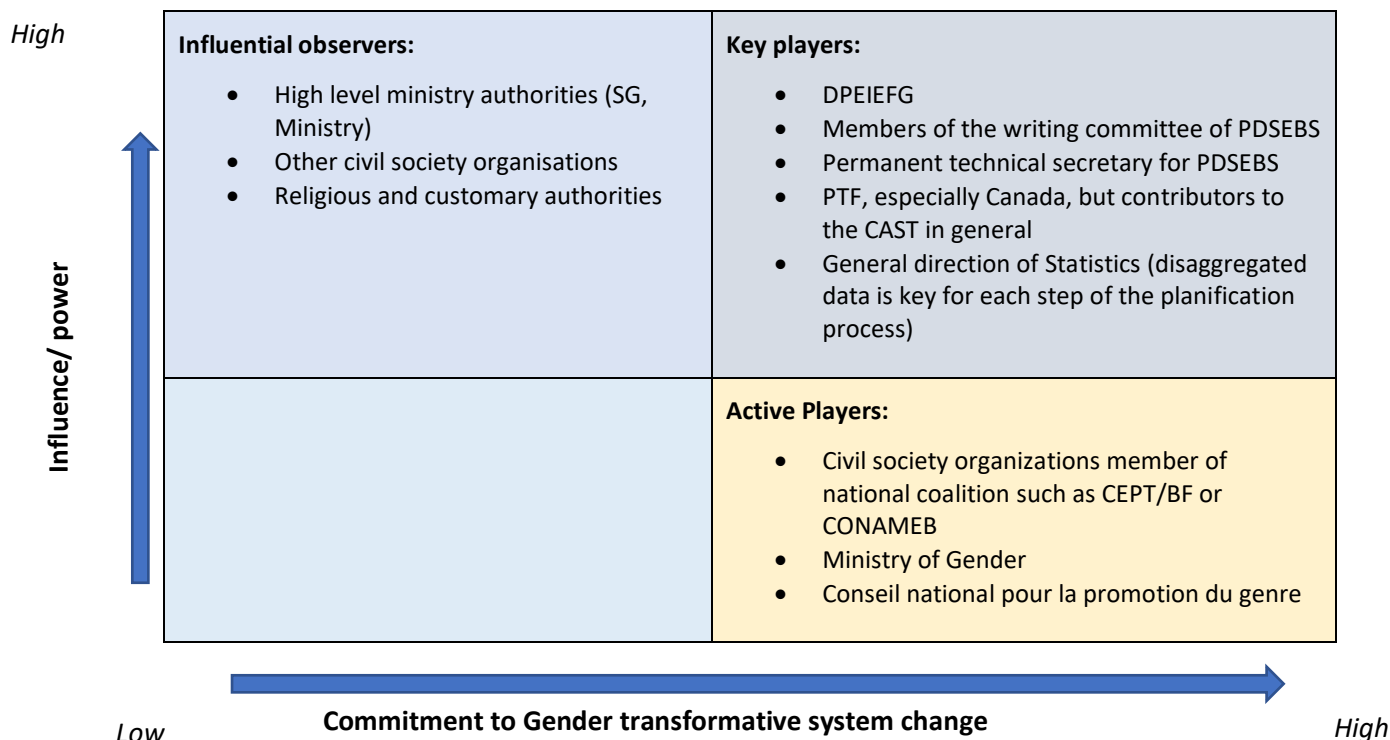 High
Influential observers:
• High level ministry authorities (SG,
Ministry)
• Other civil society organisations
• Religious and customary authorities
Key players:
• DPEIEFG
• Members of the writing committee of PDSEBS
• Permanent technical secretary for PDSEBS
• PTF, especially Canada, but contributors to
the CAST in general
• General direction of Statistics (disaggregated
data is key for each step of the planification
process)
Influence/ power
Active Players:
• Civil society organizations member of
national coalition such as CEPT/BF or
CONAMEB
• Ministry of Gender
• Conseil national pour la promotion du genre
Low
Commitment to Gender transformative system change
High